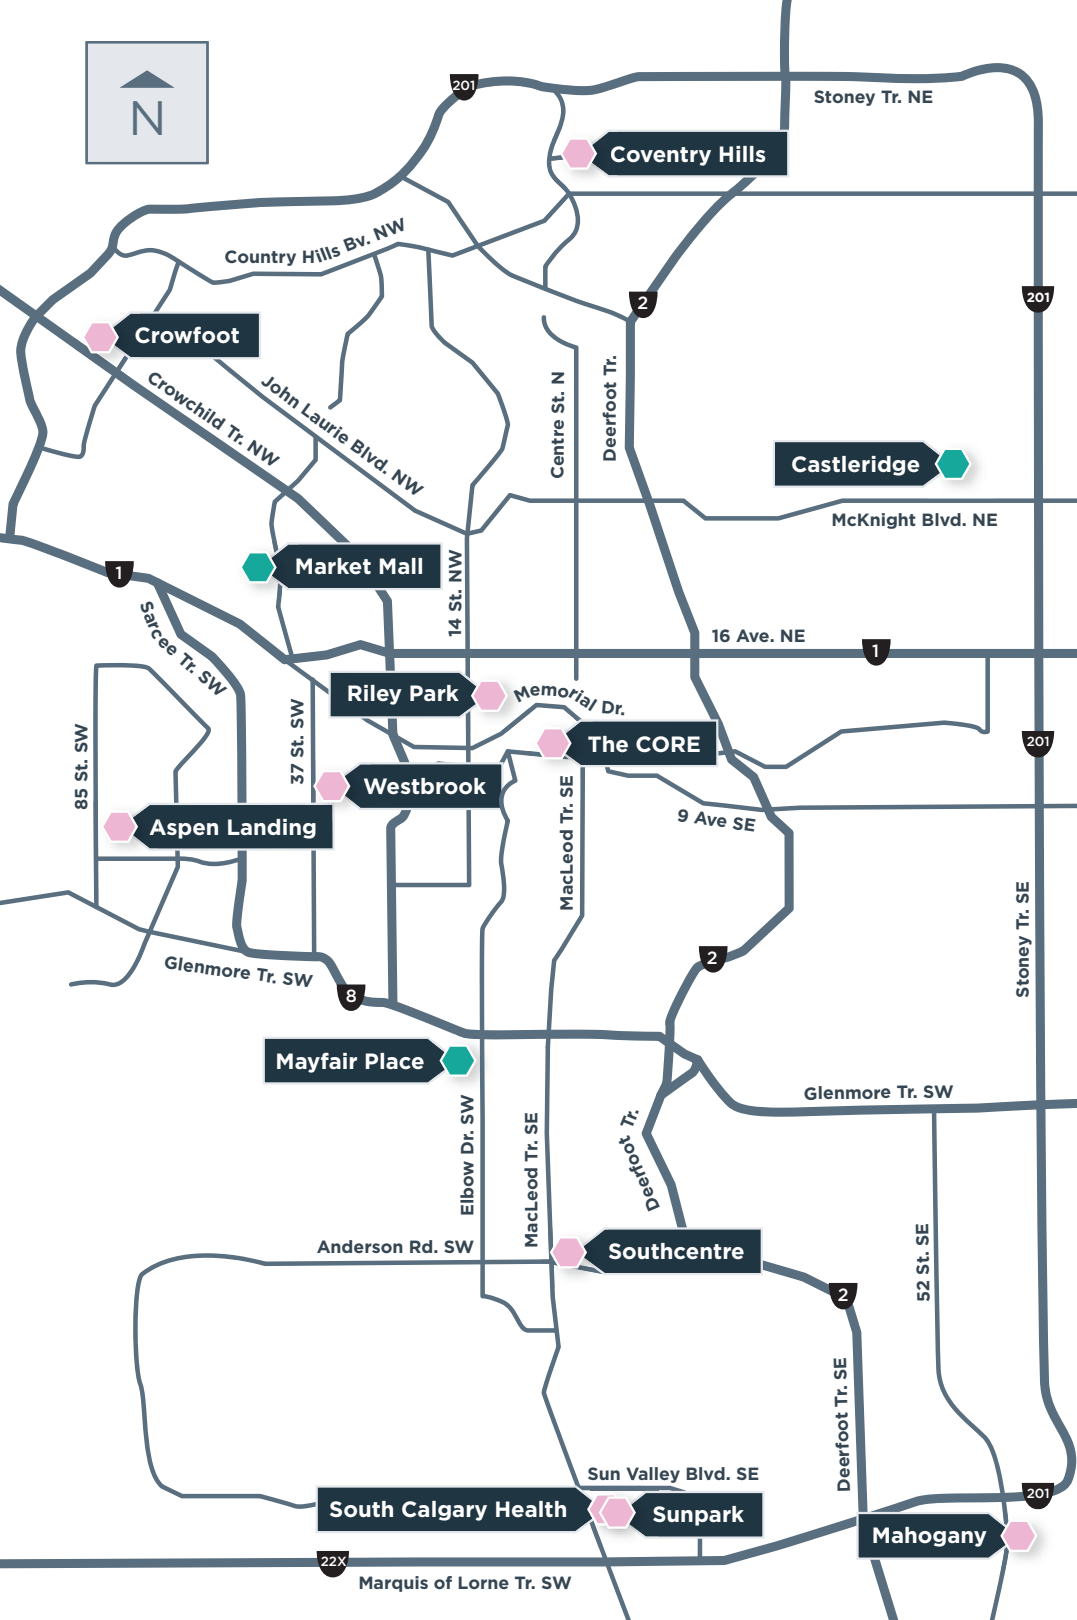 N
201
Stoney Tr. NE
Coventry Hills
Country Hills Bv. NW
2
201
Crowfoot
Crowchild Tr. NW
John Laurie Blvd. NW
Centre St. N
Deerfoot Tr.
Castleridge
McKnight Blvd. NE
1
Market Mall
14 St. NW
Sarcee Tr. SW
16 Ave. NE
1
Riley Park
Memorial Dr.
37 St. SW
85 St. SW
The CORE
201
Westbrook
MacLeod Tr. SE
9 Ave SE
Aspen Landing
Stoney Tr. SE
Glenmore Tr. SW
2
8
Mayfair Place
Glenmore Tr. SW
Elbow Dr. SW
MacLeod Tr. SE
Deerfoot Tr.
Anderson Rd. SW
Southcentre
52 St. SE
2
Deerfoot Tr. SE
Sun Valley Blvd. SE
201
South Calgary Health
Sunpark
Mahogany
22X
Marquis of Lorne Tr. SW